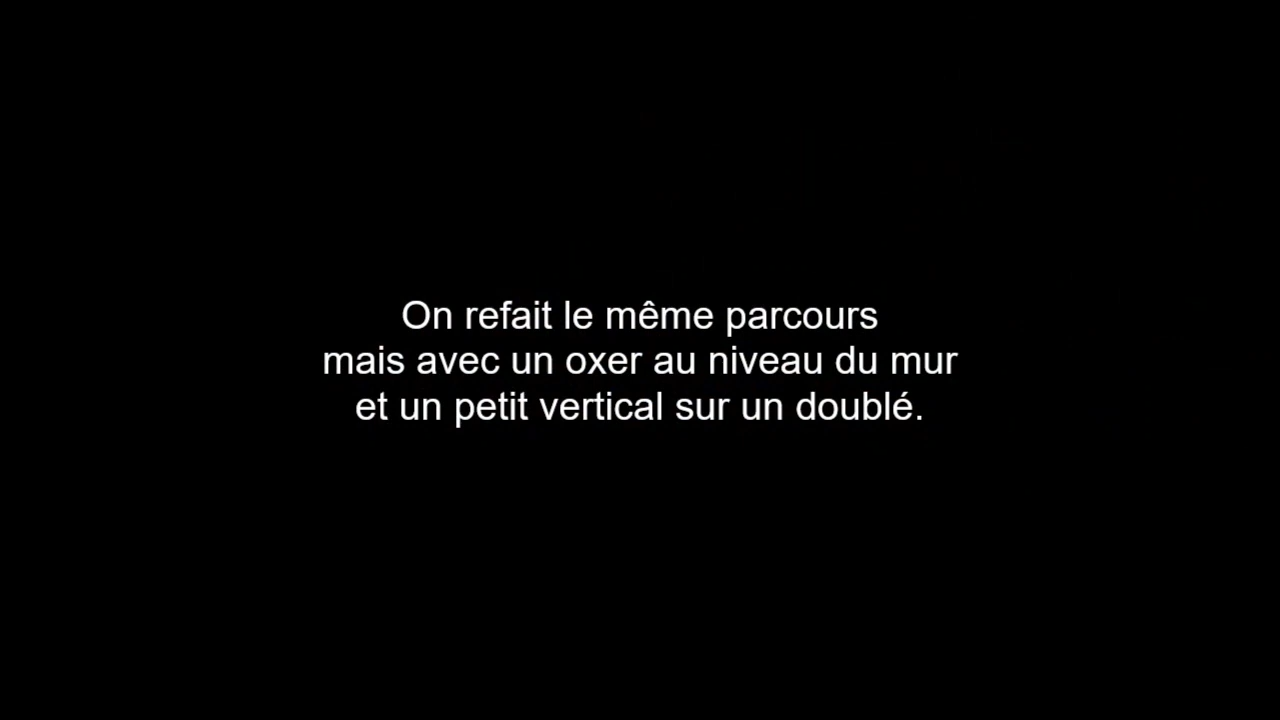 On refait le même parcours
mais avec un oxer au niveau du mur
et un petit vertical sur un doublé.